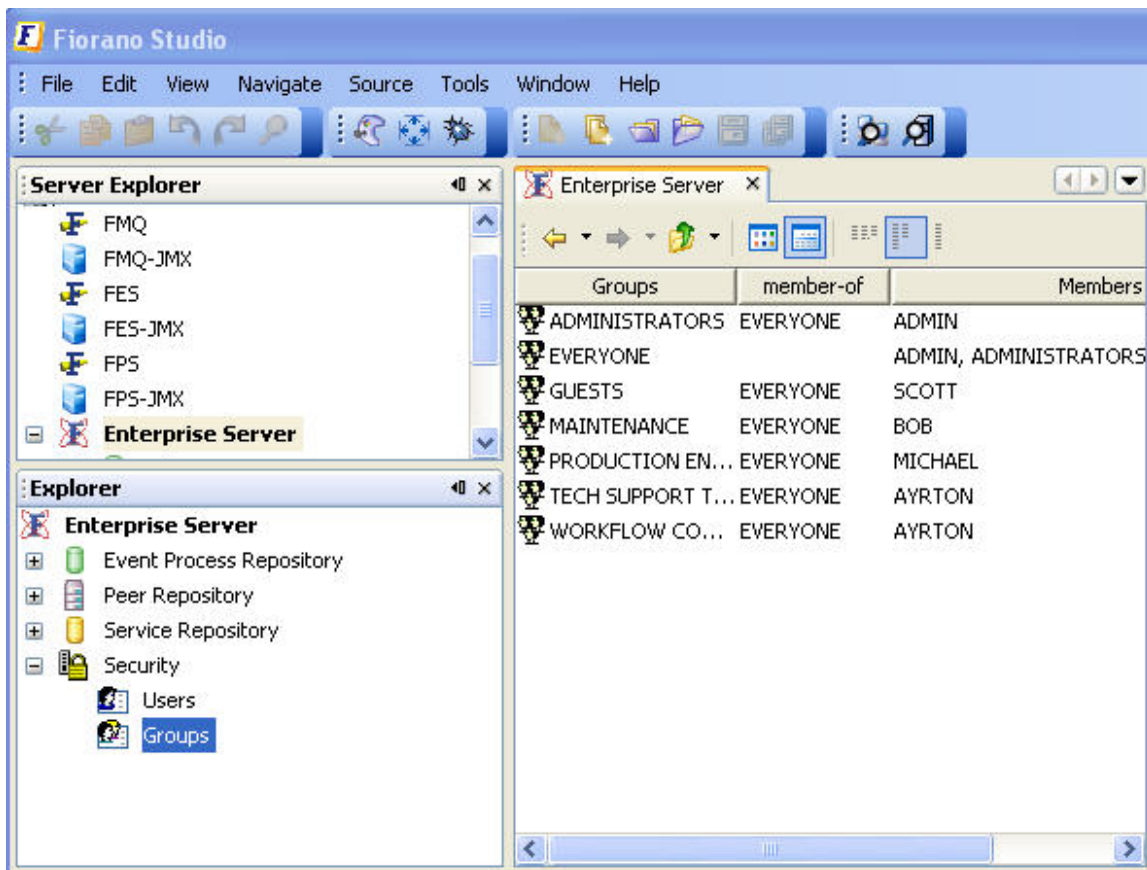 Fiorano Studio
File Edit View Navigate Source Tools Window Help
Server Explorer
FMQ
FMQ-JMX
FES
FES-JMX
FPS
FPS-JMX
Enterprise Server
Explorer
Enterprise Server
Event Process Repository
Peer Repository
Service Repository
Security
Users
Groups
Enterprise Server
Groups member-of Members
ADMINISTRATORS EVERYONE ADMIN
EVERYONE ADMIN, ADMINISTRATORS
GUESTS EVERYONE SCOTT
MAINTENANCE EVERYONE BOB
PRODUCTION EN... EVERYONE MICHAEL
TECH SUPPORT T... EVERYONE AYRTON
WORKFLOW CO... EVERYONE AYRTON